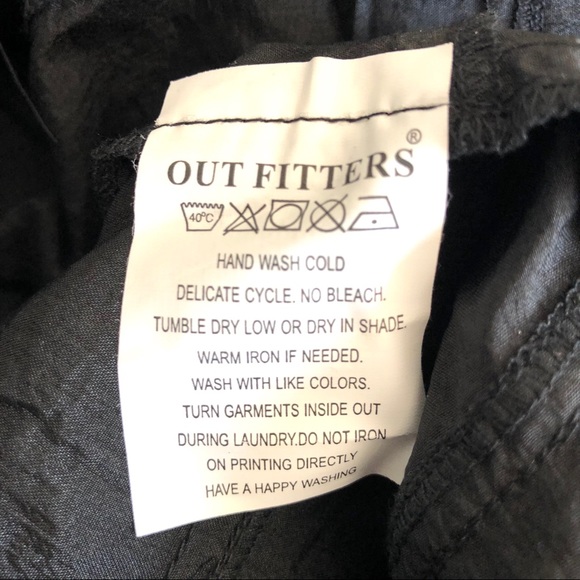 OUT FITTERS®
40°C
HAND WASH COLD
DELICATE CYCLE. NO BLEACH.
TUMBLE DRY LOW OR DRY IN SHADE.
WARM IRON IF NEEDED.
WASH WITH LIKE COLORS.
TURN GARMENTS INSIDE OUT
DURING LAUNDRY.DO NOT IRON
ON PRINTING DIRECTLY
HAVE A HAPPY WASHING